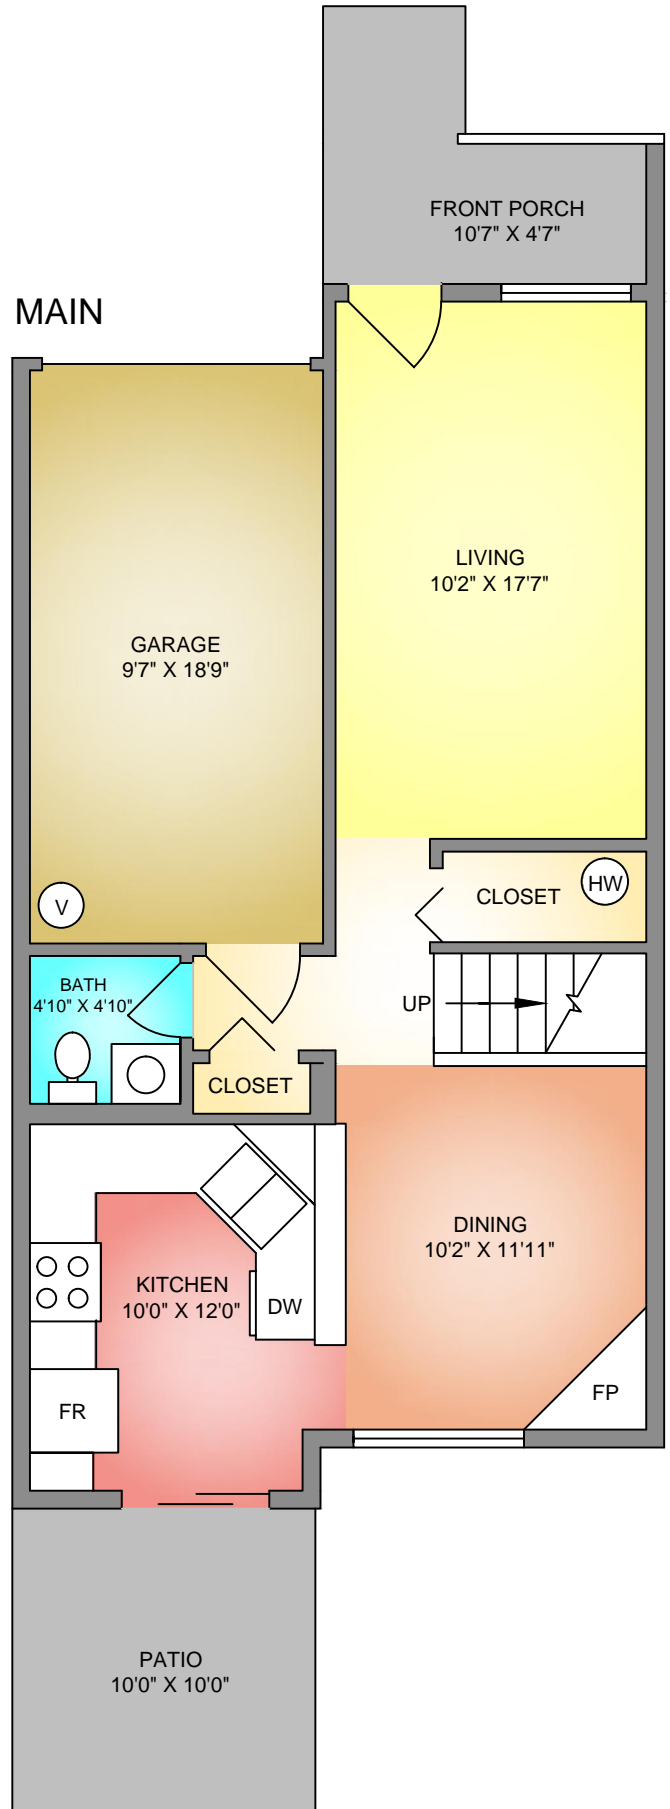 FRONT PORCH
10'7" X 4'7"
MAIN
LIVING
10'2" X 17'7"
GARAGE
9'7" X 18'9"
V
CLOSET
HW
BATH
4'10" X 4'10"
UP
CLOSET
DINING
10'2" X 11'11"
KITCHEN
10'0" X 12'0"
DW
FR
FP
PATIO
10'0" X 10'0"